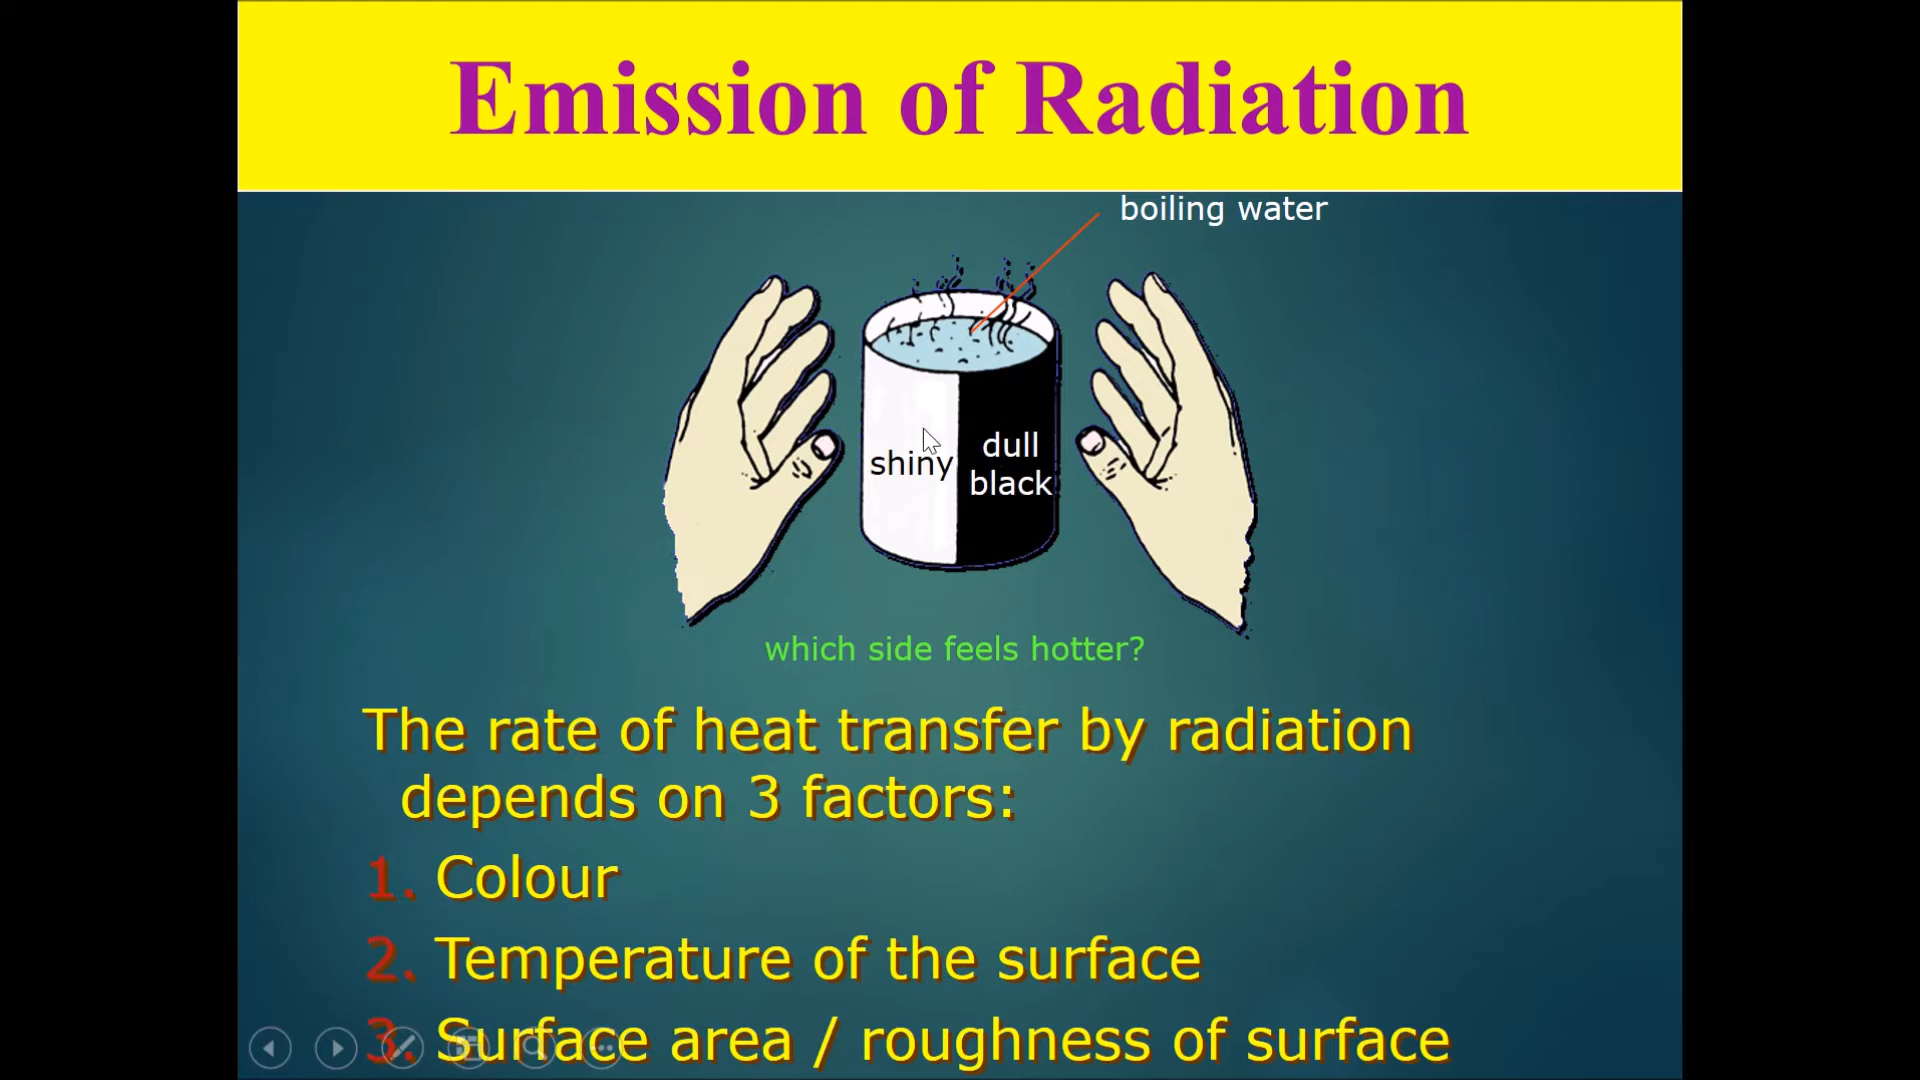 Emission of Radiation
boiling water
shiny
dull
black
which side feels hotter?
The rate of heat transfer by radiation
depends on 3 factors:
1. Colour
2. Temperature of the surface
3. Surface area / roughness of surface